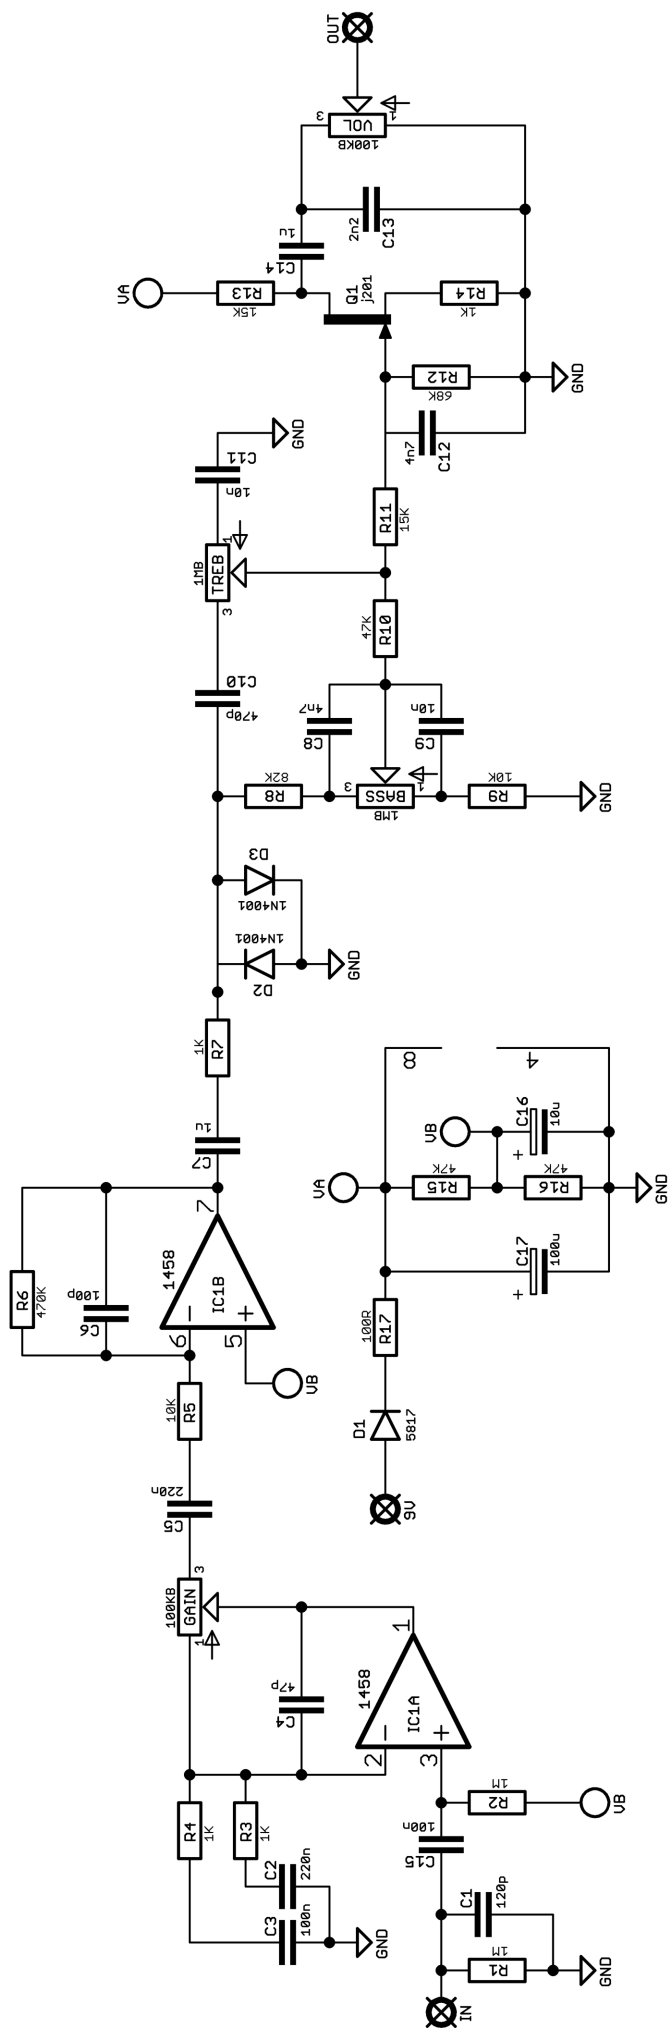 OUT
3
VOL
1
100KB
2n2
C13
1u
C14
VA
R13
15K
Q1
j201
R14
1K
R12
68K
GND
4n7
C12
C11
10n
GND
R11
15K
1MB
TREB
1
3
47K
R10
C10
470p
4n7
C8
10n
C9
82K
R8
3
BASS
1
1MB
10K
R9
GND
D3
1N4001
1N4001
D2
GND
1K
R7
8
4
1u
C7
VB
C16
10u
VA
R15
47K
R16
47K
GND
7
1458
IC1B
6
5
R6
470K
100p
C6
C17
100u
100R
R17
VB
10K
R5
D1
5817
220n
C5
9V
3
100KB
GAIN
1
1
1458
IC1A
2
3
47p
C4
R4
1K
R3
1K
1M
R2
VB
100n
C15
C2
220n
C3
100n
GND
C1
120p
1M
R1
GND
IN